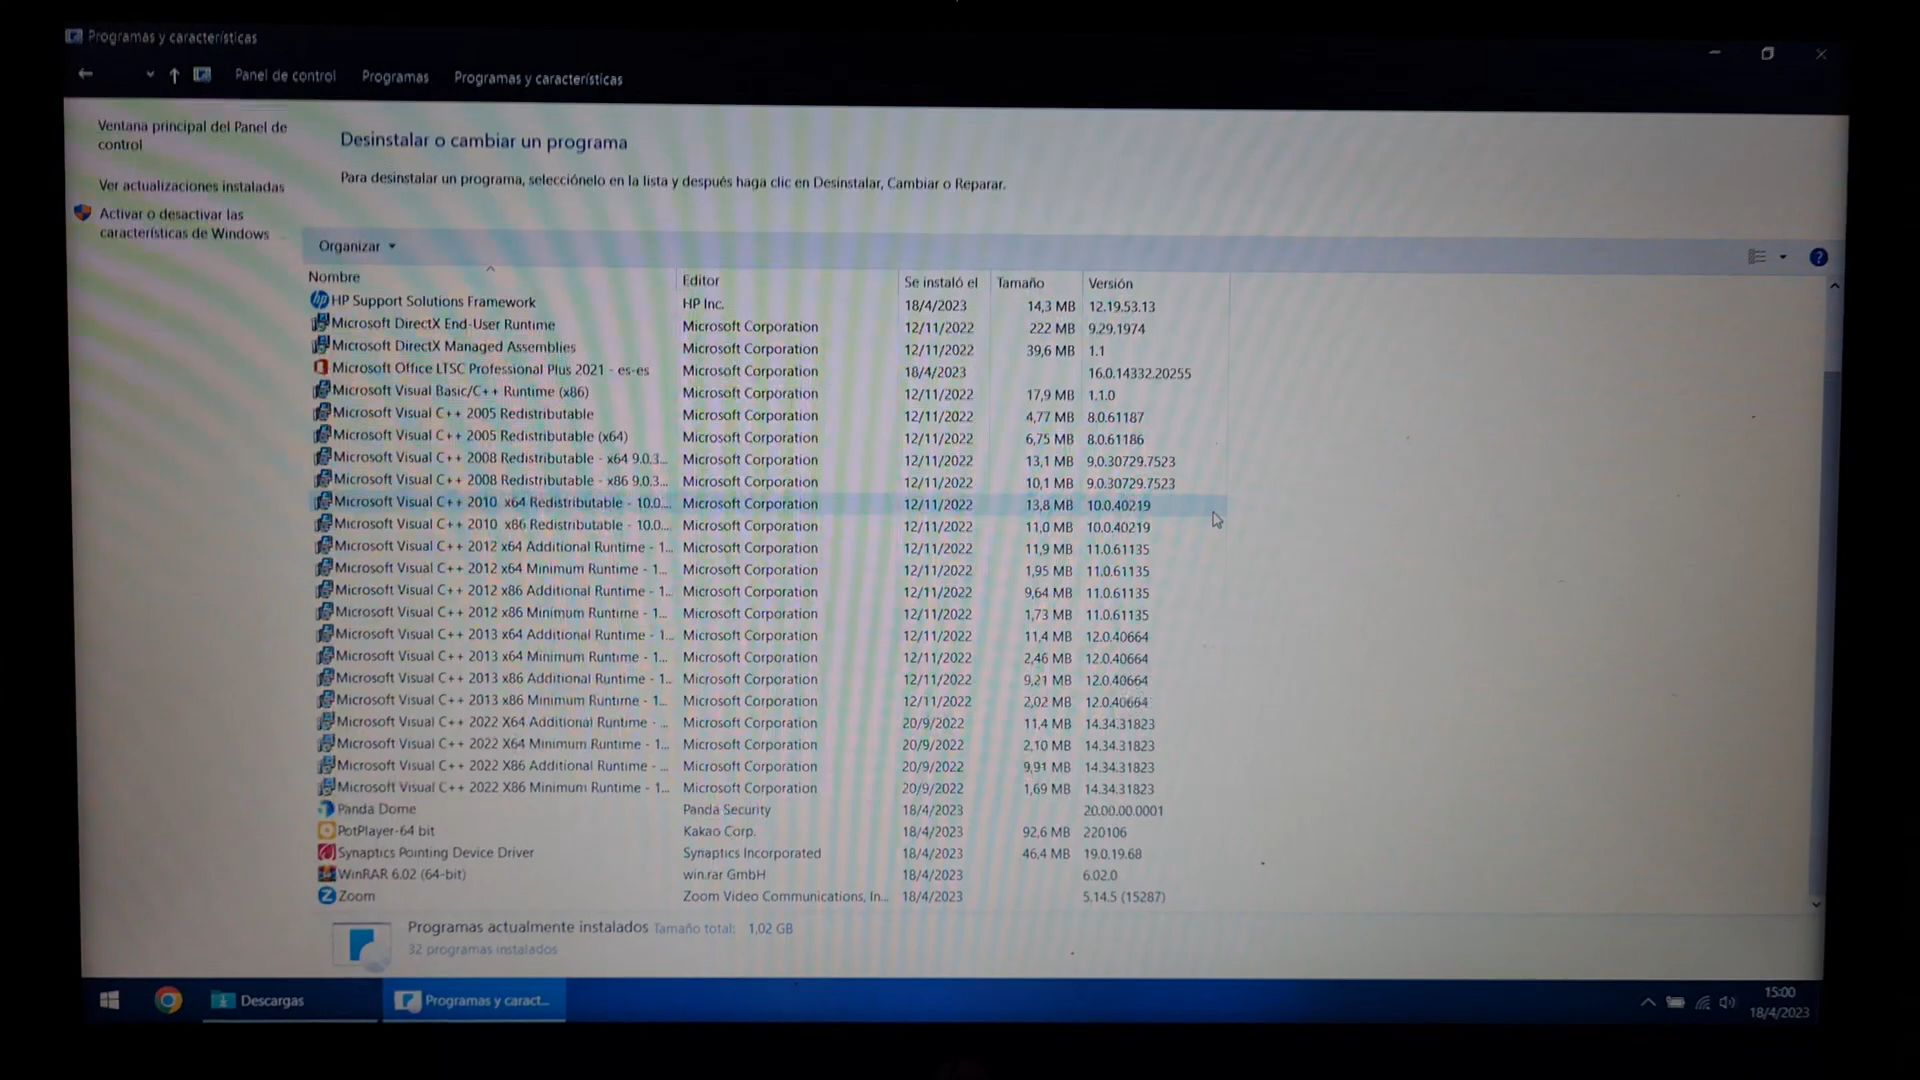 Programas y características
Panel de control Programas Programas y características
Ventana principal del Panel de
control
Ver actualizaciones instaladas
Activar o desactivar las
características de Windows
Desinstalar o cambiar un programa
Para desinstalar un programa, selecciónelo en la lista y después haga clic en Desinstalar, Cambiar o Reparar.
Organizar
Nombre Editor Se instaló el Tamaño Versión
HP Support Solutions Framework HP Inc. 18/4/2023 14,3 MB 12.19.53.13
Microsoft DirectX End-User Runtime Microsoft Corporation 12/11/2022 222 MB 9.29.1974
Microsoft DirectX Managed Assemblies Microsoft Corporation 12/11/2022 39,6 MB 1.1
Microsoft Office LTSC Professional Plus 2021 - es-es Microsoft Corporation 18/4/2023 16.0.14332.20255
Microsoft Visual Basic/C++ Runtime (x86) Microsoft Corporation 12/11/2022 17,9 MB 1.1.0
Microsoft Visual C++ 2005 Redistributable Microsoft Corporation 12/11/2022 4,77 MB 8.0.61187
Microsoft Visual C++ 2005 Redistributable (x64) Microsoft Corporation 12/11/2022 6,75 MB 8.0.61186
Microsoft Visual C++ 2008 Redistributable - x64 9.0.3... Microsoft Corporation 12/11/2022 13,1 MB 9.0.30729.7523
Microsoft Visual C++ 2008 Redistributable - x86 9.0.3... Microsoft Corporation 12/11/2022 10,1 MB 9.0.30729.7523
Microsoft Visual C++ 2010 x64 Redistributable - 10.0.... Microsoft Corporation 12/11/2022 13,8 MB 10.0.40219
Microsoft Visual C++ 2010 x86 Redistributable - 10.0.... Microsoft Corporation 12/11/2022 11,0 MB 10.0.40219
Microsoft Visual C++ 2012 x64 Additional Runtime - 1... Microsoft Corporation 12/11/2022 11,9 MB 11.0.61135
Microsoft Visual C++ 2012 x64 Minimum Runtime - 1... Microsoft Corporation 12/11/2022 1,95 MB 11.0.61135
Microsoft Visual C++ 2012 x86 Additional Runtime - 1... Microsoft Corporation 12/11/2022 9,64 MB 11.0.61135
Microsoft Visual C++ 2012 x86 Minimum Runtime - 1... Microsoft Corporation 12/11/2022 1,73 MB 11.0.61135
Microsoft Visual C++ 2013 x64 Additional Runtime - 1... Microsoft Corporation 12/11/2022 11,4 MB 12.0.40664
Microsoft Visual C++ 2013 x64 Minimum Runtime - 1... Microsoft Corporation 12/11/2022 2,46 MB 12.0.40664
Microsoft Visual C++ 2013 x86 Additional Runtime - 1... Microsoft Corporation 12/11/2022 9,21 MB 12.0.40664
Microsoft Visual C++ 2013 x86 Minimum Runtime - 1... Microsoft Corporation 12/11/2022 2,02 MB 12.0.40664
Microsoft Visual C++ 2022 X64 Additional Runtime - ... Microsoft Corporation 20/9/2022 11,4 MB 14.34.31823
Microsoft Visual C++ 2022 X64 Minimum Runtime - 1... Microsoft Corporation 20/9/2022 2,10 MB 14.34.31823
Microsoft Visual C++ 2022 X86 Additional Runtime - ... Microsoft Corporation 20/9/2022 9,91 MB 14.34.31823
Microsoft Visual C++ 2022 X86 Minimum Runtime - 1... Microsoft Corporation 20/9/2022 1,69 MB 14.34.31823
Panda Dome Panda Security 18/4/2023 20.00.00.0001
PotPlayer-64 bit Kakao Corp. 18/4/2023 92,6 MB 220106
Synaptics Pointing Device Driver Synaptics Incorporated 18/4/2023 46,4 MB 19.0.19.68
WinRAR 6.02 (64-bit) win.rar GmbH 18/4/2023 6.02.0
Zoom Zoom Video Communications, In... 18/4/2023 5.14.5 (15287)
Programas actualmente instalados Tamaño total: 1,02 GB
32 programas instalados
Descargas Programas y caract... 15:00
18/4/2023